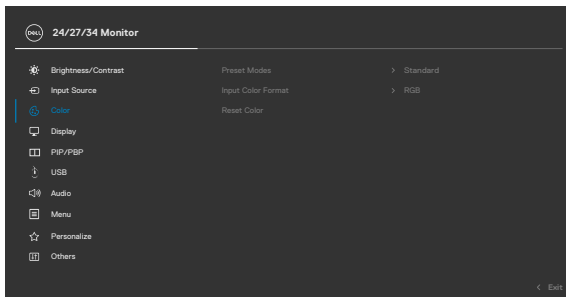 DELL 24/27/34 Monitor
Brightness/Contrast Preset Modes > Standard
Input Source Input Color Format > RGB
Color Reset Color
Display
PIP/PBP
USB
Audio
Menu
Personalize
Others
< Exit